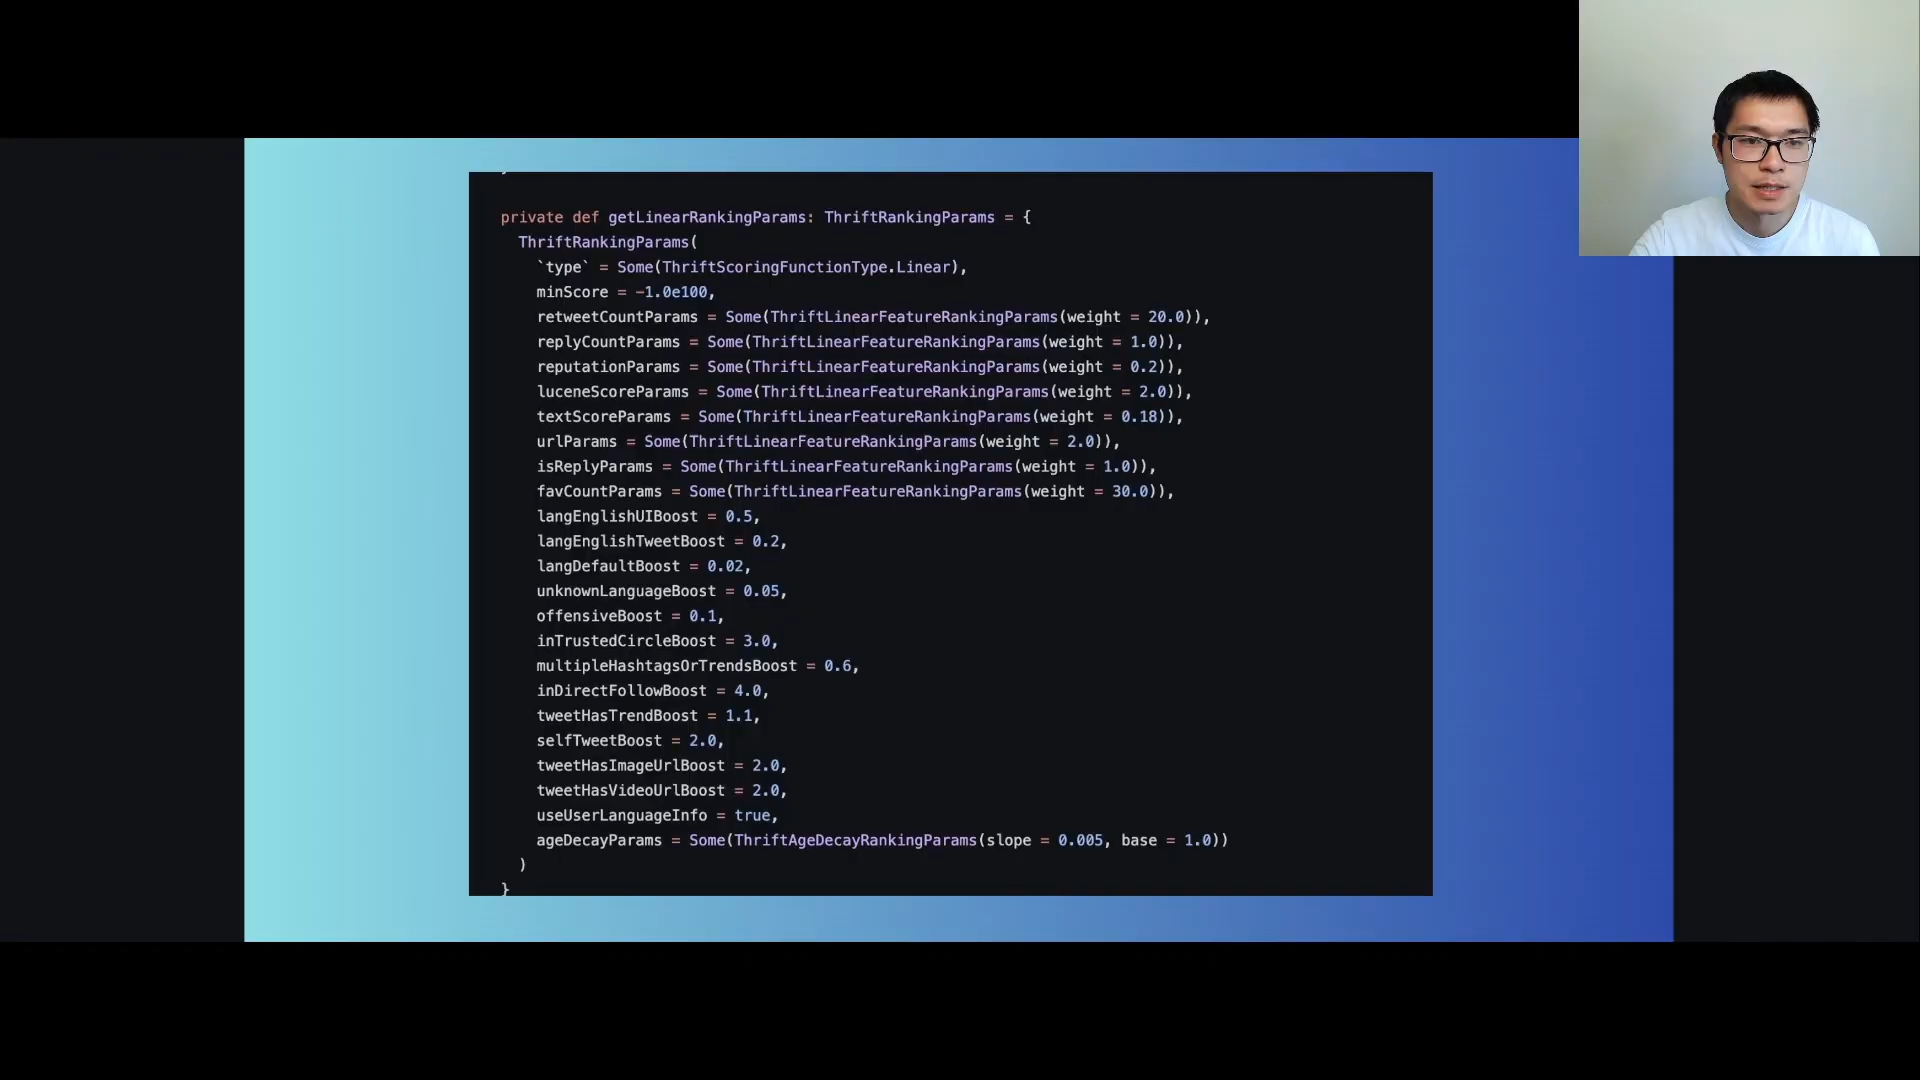 private def getLinearRankingParams: ThriftRankingParams = {
ThriftRankingParams(
`type` = Some(ThriftScoringFunctionType.Linear),
minScore = -1.0e100,
retweetCountParams = Some(ThriftLinearFeatureRankingParams(weight = 20.0)),
replyCountParams = Some(ThriftLinearFeatureRankingParams(weight = 1.0)),
reputationParams = Some(ThriftLinearFeatureRankingParams(weight = 0.2)),
luceneScoreParams = Some(ThriftLinearFeatureRankingParams(weight = 2.0)),
textScoreParams = Some(ThriftLinearFeatureRankingParams(weight = 0.18)),
urlParams = Some(ThriftLinearFeatureRankingParams(weight = 2.0)),
isReplyParams = Some(ThriftLinearFeatureRankingParams(weight = 1.0)),
favCountParams = Some(ThriftLinearFeatureRankingParams(weight = 30.0)),
langEnglishUIBoost = 0.5,
langEnglishTweetBoost = 0.2,
langDefaultBoost = 0.02,
unknownLanguageBoost = 0.05,
offensiveBoost = 0.1,
inTrustedCircleBoost = 3.0,
multipleHashtagsOrTrendsBoost = 0.6,
inDirectFollowBoost = 4.0,
tweetHasTrendBoost = 1.1,
selfTweetBoost = 2.0,
tweetHasImageUrlBoost = 2.0,
tweetHasVideoUrlBoost = 2.0,
useUserLanguageInfo = true,
ageDecayParams = Some(ThriftAgeDecayRankingParams(slope = 0.005, base = 1.0))
)
}